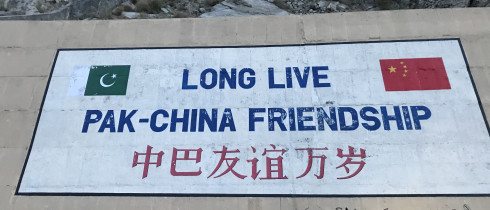 LONG LIVE
PAK-CHINA FRIENDSHIP
中巴友谊万岁